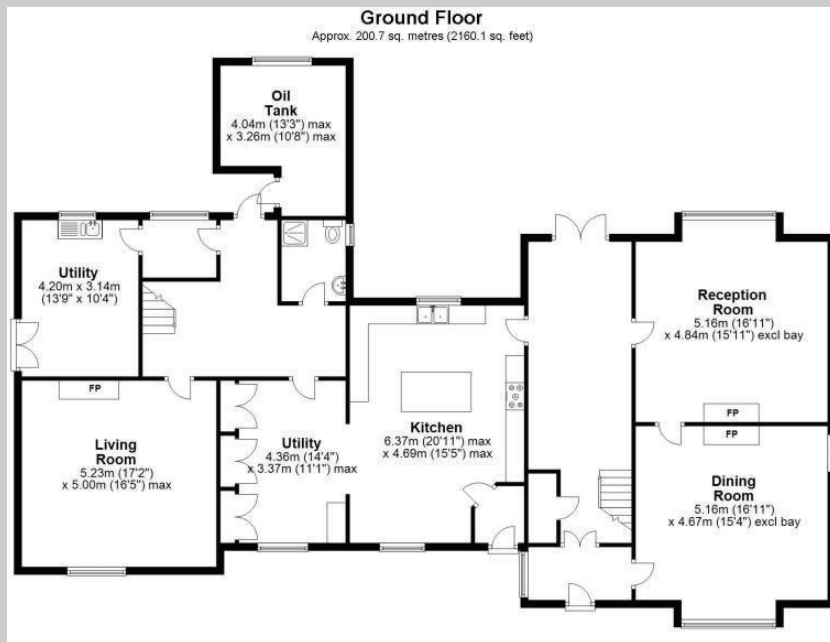 Ground Floor
Approx. 200.7 sq. metres (2160.1 sq. feet)
Oil
Tank
4.04m (13'3") max
x 3.26m (10'8") max
Utility
4.20m x 3.14m
(13'9" x 10'4")
Reception
Room
5.16m (16'11")
x 4.84m (15'11") excl bay
FP
FP
FP
Living
Room
5.23m (17'2")
x 5.00m (16'5") max
Utility
4.36m (14'4")
x 3.37m (11'1") max
Kitchen
6.37m (20'11") max
x 4.69m (15'5") max
Dining
Room
5.16m (16'11")
x 4.67m (15'4") excl bay